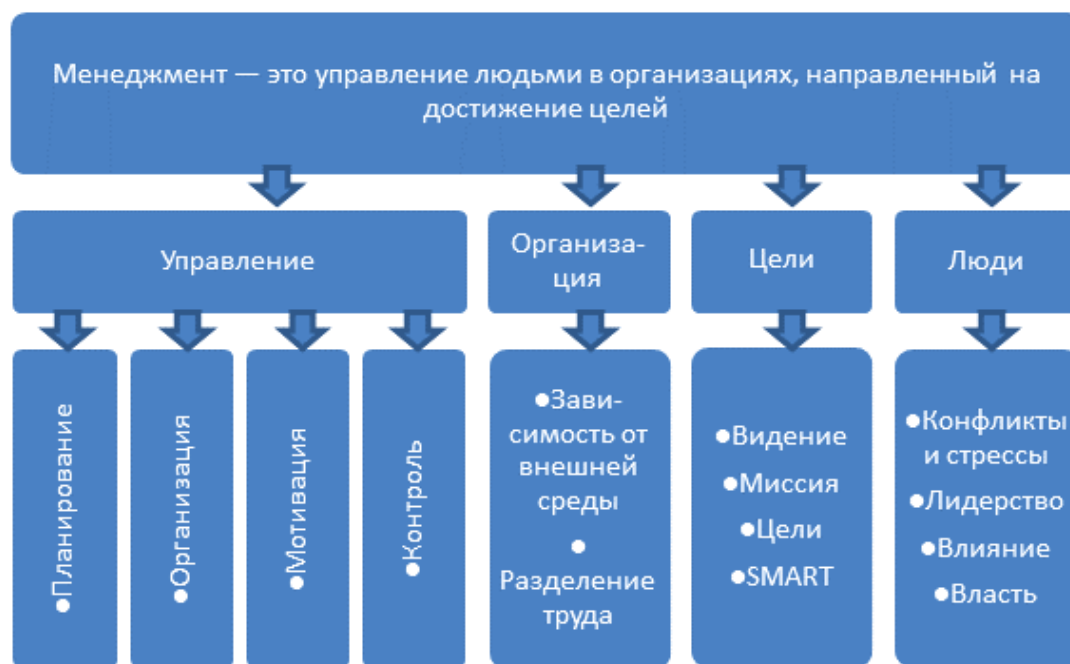 Менеджмент — это управление людьми в организациях, направленный на
достижение целей
Управление
Организа-
ция
Цели
Люди
●Планирование
●Организация
●Мотивация
●Контроль
●Зави-
симость от
внешней
среды
●
Разделение
труда
●Видение
●Миссия
●Цели
●SMART
●Конфликты
и стрессы
●Лидерство
●Влияние
●Власть